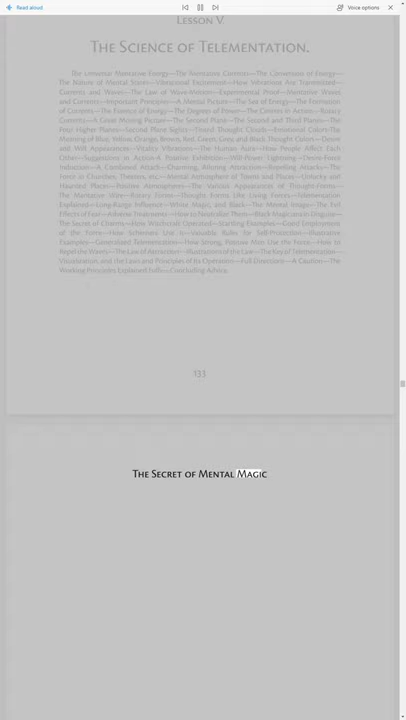 Read aloud
Voice options
Lesson V.
The Science of Telementation.
The Universal Mentative Energy—The Mentative Currents—The Conversion of Energy—
The Nature of Mental States—Vibrational Excitement—How Vibrations Are Transmitted—
Currents and Waves—The Law of Wave-Motion—Experimental Proof—Mentative Waves
and Currents—Important Principles—A Mental Picture—The Sea of Energy—The Formation
of Currents—The Essence of Energy—The Degrees of Power—The Centres in Action—Rotary
Currents—A Great Moving Picture—The Second Plane—The Second and Third Planes—The
Four Higher Planes—Second Plane Sights—Tinted Thought Clouds—Emotional Colors-The
Meaning of Blue, Yellow, Orange, Brown, Red, Green, Grey, and Black Thought Colors—Desire
and Will Appearances—Vitality Vibrations—The Human Aura—How People Affect Each
Other—Suggestions in Action-A Positive Exhibition—Will-Power Lightning—Desire-Force
Induction—A Combined Attack—Charming, Alluring Attraction—Repelling Attacks—The
Force in Churches, Theatres, etc.—Mental Atmosphere of Towns and Places—Unlucky and
Haunted Places—Positive Atmospheres—The Various Appearances of Thought-Forms—
The Mentative Wire—Rotary Forms—Thought Forms Like Living Forces—Telementation
Explained—Long-Range Influence—White Magic, and Black—The Mental Image—The Evil
Effects of Fear—Adverse Treatments—How to Neutralize Them—Black Magicians in Disguise—
The Secret of Charms—How Witchcraft Operated—Startling Examples—Good Employment
of the Force—How Schemers Use It—Valuable Rules for Self-Protection—Illustrative
Examples—Generalized Telementation—How Strong, Positive Men Use the Force—How to
Repel the Waves—The Law of Attraction—Illustrations of the Law—The Key of Telementation—
Visualization, and the Laws and Principles of Its Operation—Full Directions—A Caution—The
Working Principles Explained Fully—Concluding Advice.
133
The Secret of Mental Magic